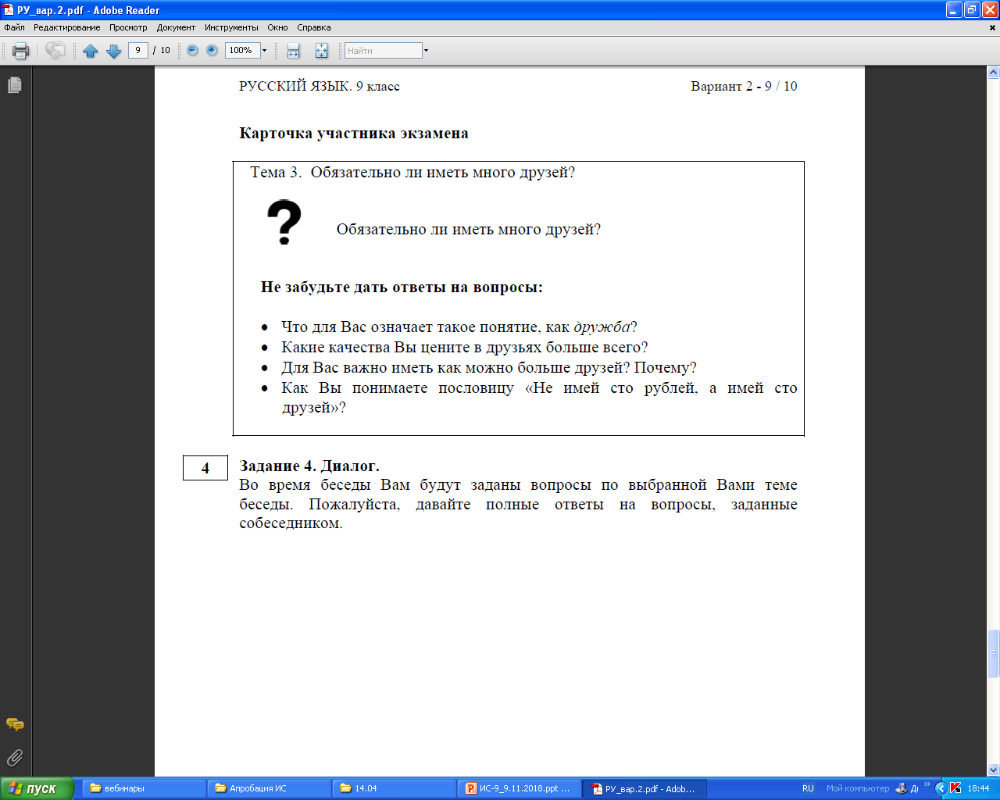 РУ_вар.2.pdf - Adobe Reader
Файл Редактирование Просмотр Документ Инструменты Окно Справка
9 / 10 100% Найти
РУССКИЙ ЯЗЫК. 9 класс Вариант 2 - 9 / 10
Карточка участника экзамена
Тема 3. Обязательно ли иметь много друзей?
? Обязательно ли иметь много друзей?
Не забудьте дать ответы на вопросы:
• Что для Вас означает такое понятие, как дружба?
• Какие качества Вы цените в друзьях больше всего?
• Для Вас важно иметь как можно больше друзей? Почему?
• Как Вы понимаете пословицу «Не имей сто рублей, а имей сто
друзей»?
4 Задание 4. Диалог.
Во время беседы Вам будут заданы вопросы по выбранной Вами теме
беседы. Пожалуйста, давайте полные ответы на вопросы, заданные
собеседником.
пуск вебинары Апробация ИС 14.04 ИС-9_9.11.2018.ppt ... РУ_вар.2.pdf - Adob... RU Мой компьютер Дi 18:44